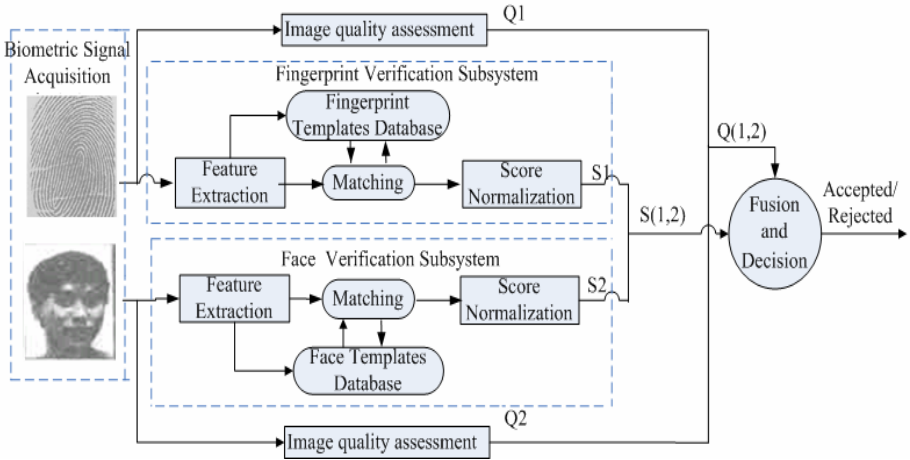 Q1
Image quality assessment
Biometric Signal
Acquisition
Fingerprint Verification Subsystem
Fingerprint
Templates Database
Feature
Extraction
Matching
Score
Normalization
S1
Q(1,2)
S(1,2)
Fusion
and
Decision
Accepted/
Rejected
Face Verification Subsystem
Feature
Extraction
Matching
Score
Normalization
S2
Face Templates
Database
Q2
Image quality assessment